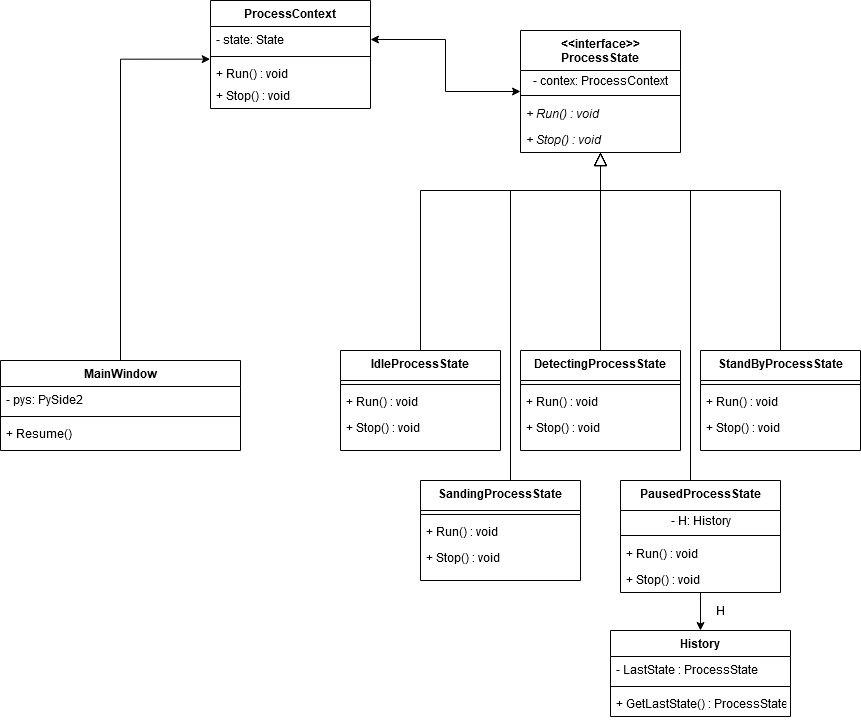 ProcessContext
- state: State
+ Run() : void
+ Stop() : void
<<interface>>
ProcessState
- contex: ProcessContext
+ Run() : void
+ Stop() : void
MainWindow
- pys: PySide2
+ Resume()
IdleProcessState
+ Run() : void
+ Stop() : void
DetectingProcessState
+ Run() : void
+ Stop() : void
StandByProcessState
+ Run() : void
+ Stop() : void
SandingProcessState
+ Run() : void
+ Stop() : void
PausedProcessState
- H: History
+ Run() : void
+ Stop() : void
H
History
- LastState : ProcessState
+ GetLastState() : ProcessState